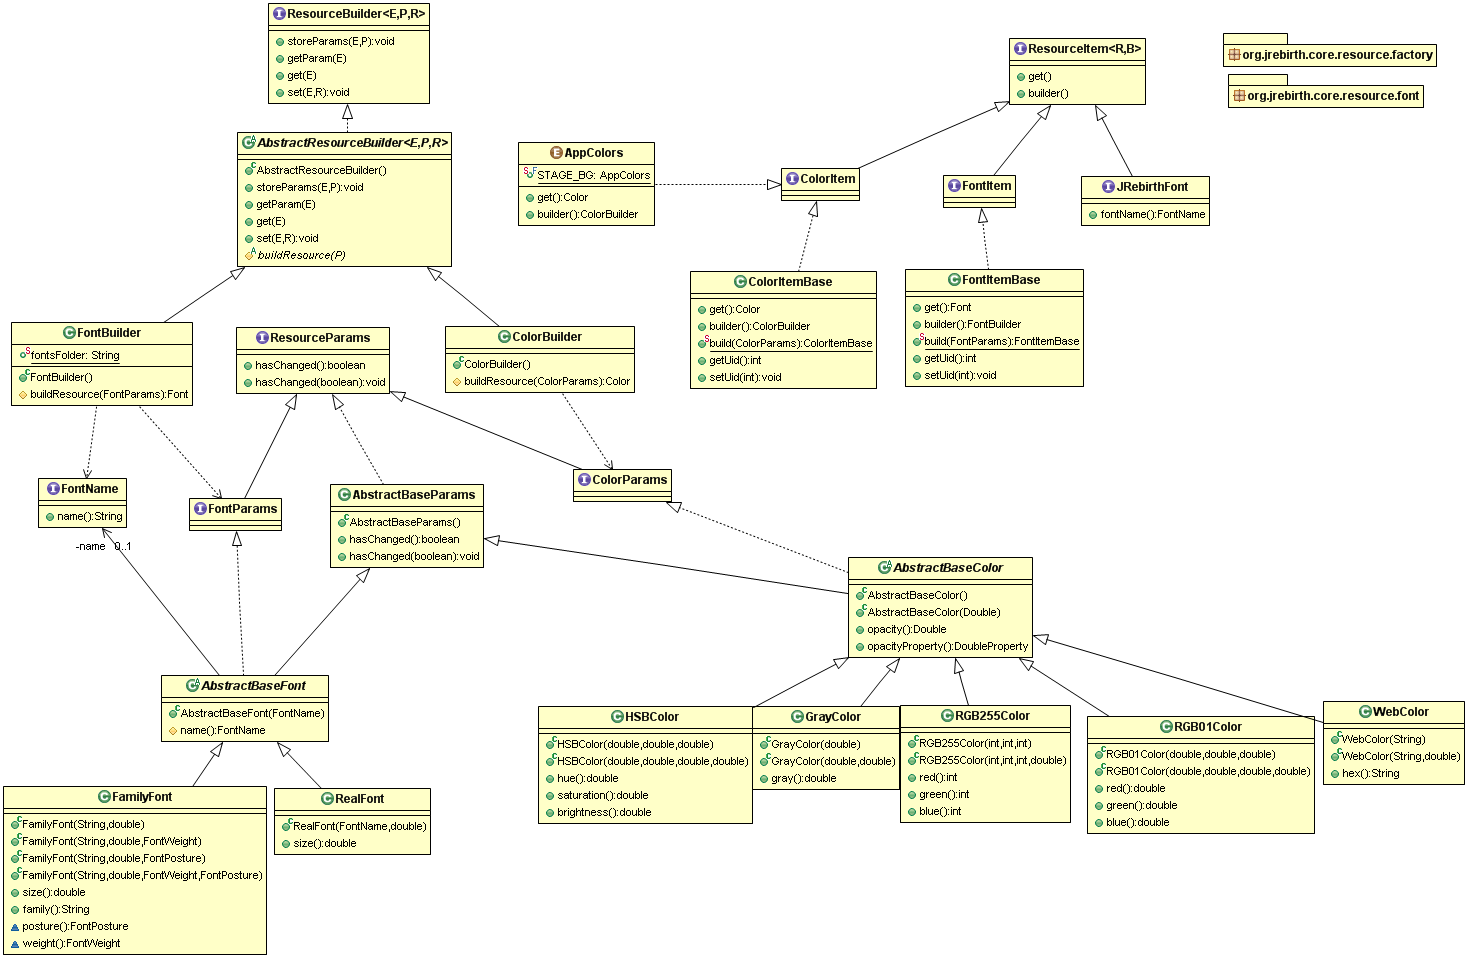 ResourceBuilder<E,P,R>
storeParams(E,P):void
getParam(E)
get(E)
set(E,R):void
ResourceItem<R,B>
get()
builder()
org.jrebirth.core.resource.factory
org.jrebirth.core.resource.font
AbstractResourceBuilder<E,P,R>
AbstractResourceBuilder()
storeParams(E,P):void
getParam(E)
get(E)
set(E,R):void
buildResource(P)
AppColors
STAGE_BG: AppColors
get():Color
builder():ColorBuilder
ColorItem
FontItem
JRebirthFont
fontName():FontName
ColorItemBase
get():Color
builder():ColorBuilder
build(ColorParams):ColorItemBase
getUid():int
setUid(int):void
FontItemBase
get():Font
builder():FontBuilder
build(FontParams):FontItemBase
getUid():int
setUid(int):void
FontBuilder
fontsFolder: String
FontBuilder()
buildResource(FontParams):Font
ResourceParams
hasChanged():boolean
hasChanged(boolean):void
ColorBuilder
ColorBuilder()
buildResource(ColorParams):Color
FontName
name():String
FontParams
AbstractBaseParams
AbstractBaseParams()
hasChanged():boolean
hasChanged(boolean):void
ColorParams
-name 0..1
AbstractBaseColor
AbstractBaseColor()
AbstractBaseColor(Double)
opacity():Double
opacityProperty():DoubleProperty
AbstractBaseFont
AbstractBaseFont(FontName)
name():FontName
HSBColor
HSBColor(double,double,double)
HSBColor(double,double,double,double)
hue():double
saturation():double
brightness():double
GrayColor
GrayColor(double)
GrayColor(double,double)
gray():double
RGB255Color
RGB255Color(int,int,int)
RGB255Color(int,int,int,double)
red():int
green():int
blue():int
RGB01Color
RGB01Color(double,double,double)
RGB01Color(double,double,double,double)
red():double
green():double
blue():double
WebColor
WebColor(String)
WebColor(String,double)
hex():String
FamilyFont
FamilyFont(String,double)
FamilyFont(String,double,FontWeight)
FamilyFont(String,double,FontPosture)
FamilyFont(String,double,FontWeight,FontPosture)
size():double
family():String
posture():FontPosture
weight():FontWeight
RealFont
RealFont(FontName,double)
size():double